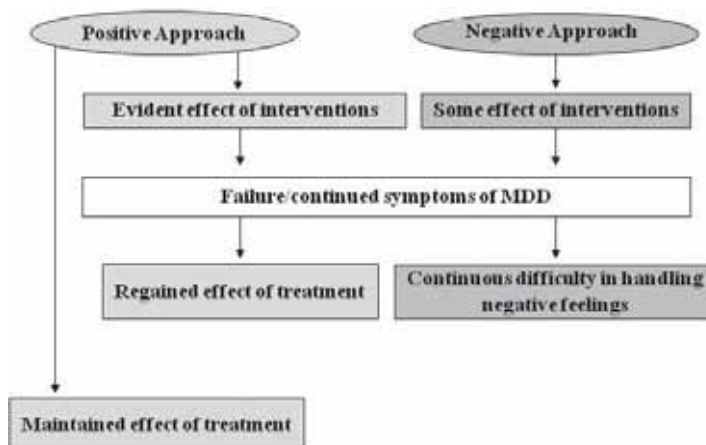 Positive Approach
Negative Approach
Evident effect of interventions
Some effect of interventions
Failure/continued symptoms of MDD
Regained effect of treatment
Continuous difficulty in handling
negative feelings
Maintained effect of treatment